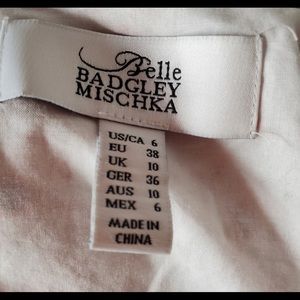 Belle
BADGLEY
MISCHKA
US/CA 6
EU 38
UK 10
GER 36
AUS 10
MEX 6
MADE IN
CHINA